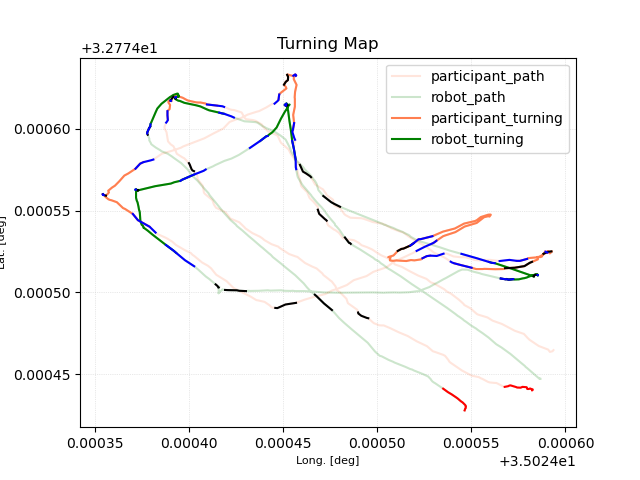 Turning Map
+3.2774e1
participant_path
robot_path
participant_turning
robot_turning
0.00060
0.00055
0.00050
0.00045
Lat. [deg]
0.00035 0.00040 0.00045 0.00050 0.00055 0.00060
Long. [deg]
+3.5024e1